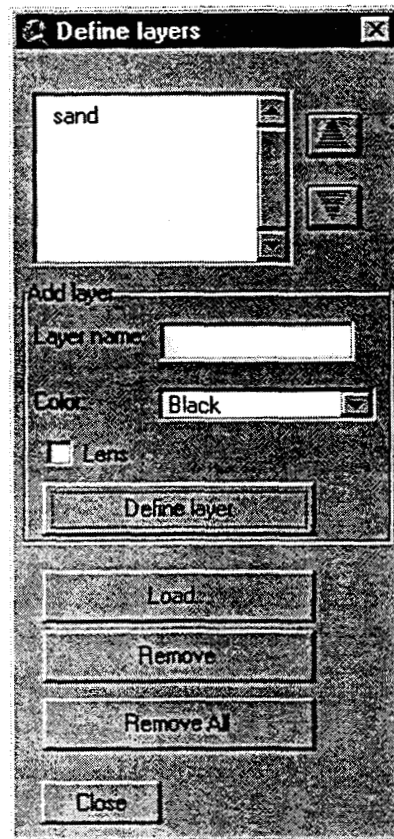 Define layers
sand
Add layer
Layer name:
Color:
Black
Lens
Define layer
Load...
Remove
Remove All
Close